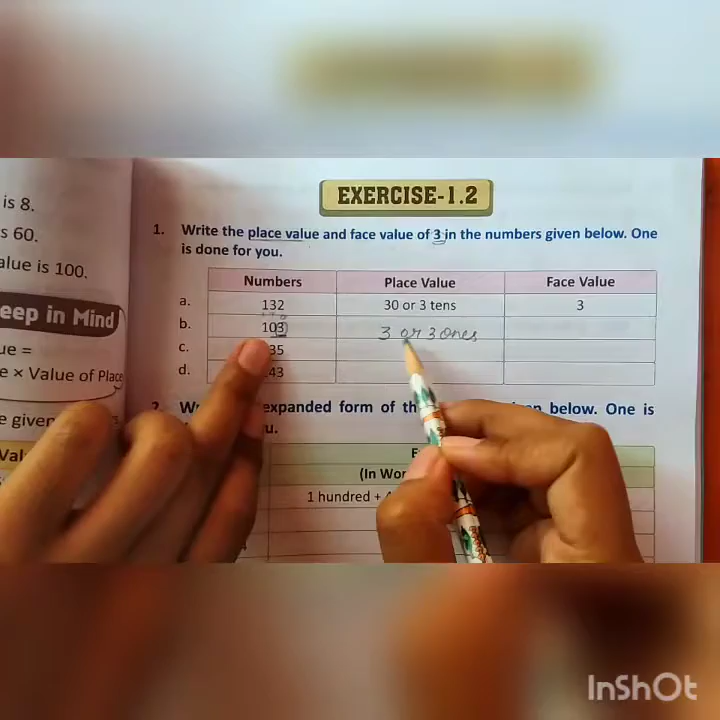 is 8.
s 60.
alue is 100.
eep in Mind
ue =
e × Value of Place
e given
Val
EXERCISE-1.2
1. Write the place value and face value of 3 in the numbers given below. One
is done for you.
Numbers Place Value Face Value
a. 132 30 or 3 tens 3
b. 103 3 or 3 ones
c. 35
d. 43
2. expanded form of below. One is
u.
(In Wor
1 hundred +
InShOt